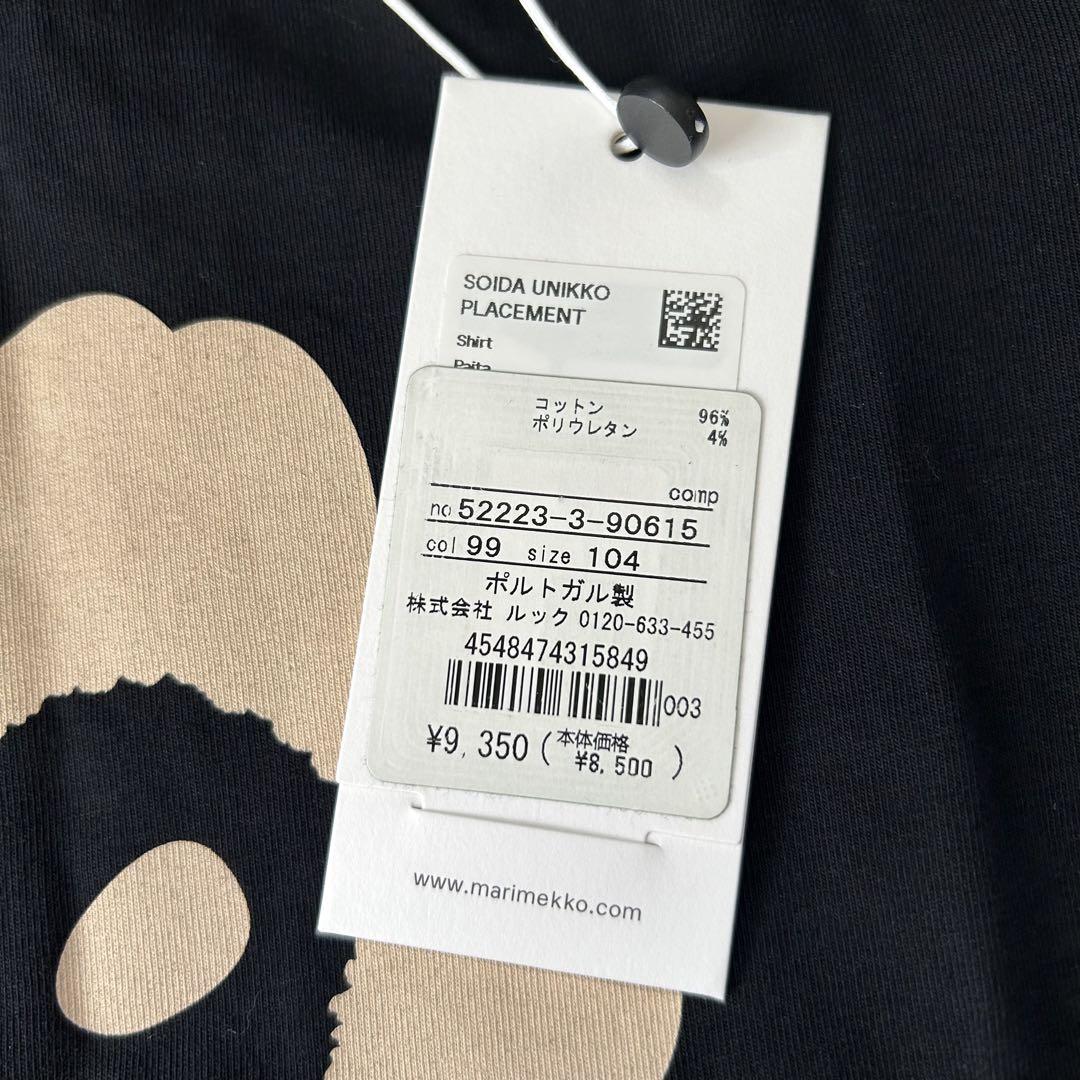 SOIDA UNIKKO
PLACEMENT
Shirt
Paita
コットン 96%
ポリウレタン 4%
comp
no 52223-3-90615
col 99 size 104
ポルトガル製
株式会社 ルック 0120-633-455
4548474315849
003
¥9,350 (本体価格 ¥8,500)
www.marimekko.com